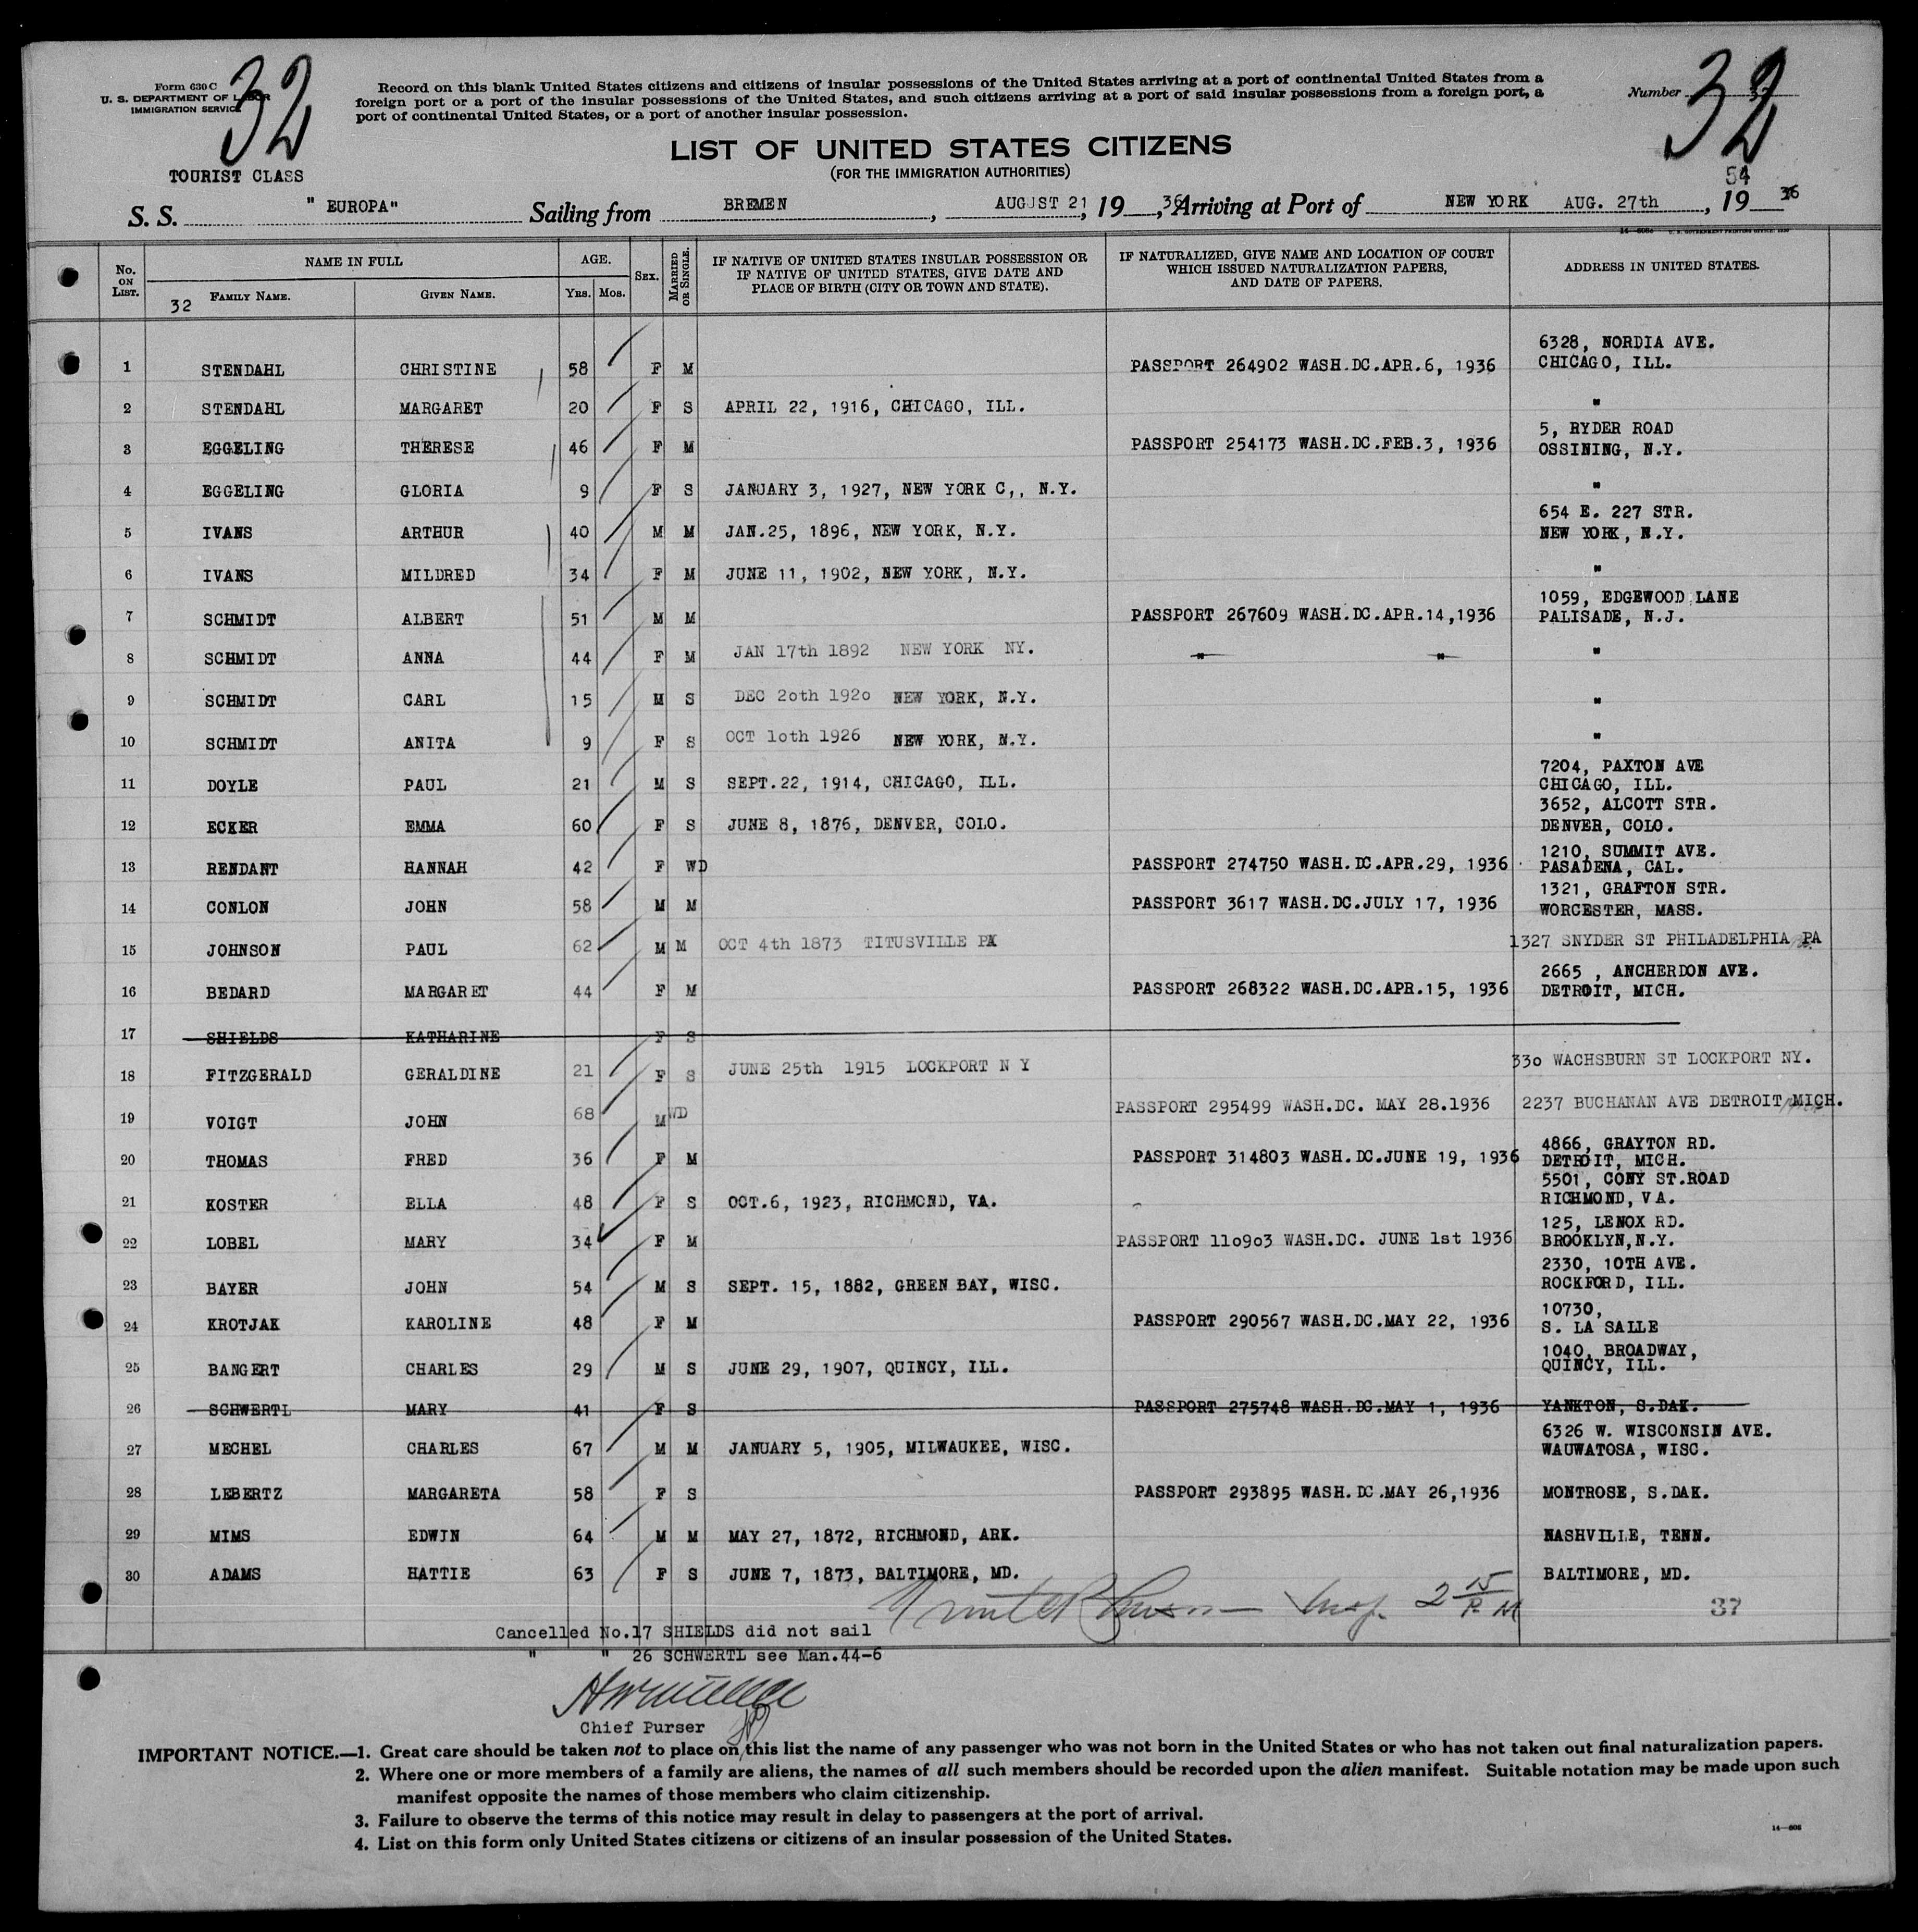 32
32
Form 630 C
U. S. DEPARTMENT OF LABOR
IMMIGRATION SERVICE
TOURIST CLASS
Record on this blank United States citizens and citizens of insular possessions of the United States arriving at a port of continental United States from a
foreign port or a port of the insular possessions of the United States, and such citizens arriving at a port of said insular possessions from a foreign port, a
port of continental United States, or a port of another insular possession.
Number
LIST OF UNITED STATES CITIZENS
(FOR THE IMMIGRATION AUTHORITIES)
54
S. S. " EUROPA" Sailing from BREMEN, AUGUST 21, 19 36, Arriving at Port of NEW YORK AUG. 27th, 19 36
No. ON LIST. NAME IN FULL AGE. SEX. MARRIED OR SINGLE. IF NATIVE OF UNITED STATES INSULAR POSSESSION OR IF NATIVE OF UNITED STATES, GIVE DATE AND PLACE OF BIRTH (CITY OR TOWN AND STATE). IF NATURALIZED, GIVE NAME AND LOCATION OF COURT WHICH ISSUED NATURALIZATION PAPERS, AND DATE OF PAPERS. ADDRESS IN UNITED STATES.
32 FAMILY NAME. GIVEN NAME. YRS. MOS.
6328, NORDIA AVE.
1 STENDAHL CHRISTINE 58 F M PASSPORT 264902 WASH.DC.APR.6, 1936 CHICAGO, ILL.
2 STENDAHL MARGARET 20 F S APRIL 22, 1916, CHICAGO, ILL. "
5, RYDER ROAD
3 EGGELING THERESE 46 F M PASSPORT 254173 WASH.DC.FEB.3, 1936 OSSINING, N.Y.
4 EGGELING GLORIA 9 F S JANUARY 3, 1927, NEW YORK C,, N.Y. "
654 E. 227 STR.
5 IVANS ARTHUR 40 M M JAN.25, 1896, NEW YORK, N.Y. NEW YORK, N.Y.
6 IVANS MILDRED 34 F M JUNE 11, 1902, NEW YORK, N.Y. "
1059, EDGEWOOD LANE
7 SCHMIDT ALBERT 51 M M PASSPORT 267609 WASH.DC.APR.14,1936 PALISADE, N.J.
8 SCHMIDT ANNA 44 F M JAN 17th 1892 NEW YORK NY. " " "
9 SCHMIDT CARL 15 M S DEC 2oth 192o NEW YORK, N.Y. "
10 SCHMIDT ANITA 9 F S OCT 1oth 1926 NEW YORK, N.Y. "
7204, PAXTON AVE
11 DOYLE PAUL 21 M S SEPT.22, 1914, CHICAGO, ILL. CHICAGO, ILL.
3652, ALCOTT STR.
12 ECKER EMMA 60 F S JUNE 8, 1876, DENVER, COLO. DENVER, COLO.
1210, SUMMIT AVE.
13 RENDANT HANNAH 42 F WD PASSPORT 274750 WASH.DC.APR.29, 1936 PASADENA, CAL.
1321, GRAFTON STR.
14 CONLON JOHN 58 M M PASSPORT 3617 WASH.DC.JULY 17, 1936 WORCESTER, MASS.
15 JOHNSON PAUL 62 M M OCT 4th 1873 TITUSVILLE PA 1327 SNYDER ST PHILADELPHIA PA
2665 , ANCHERDON AVE.
16 BEDARD MARGARET 44 F M PASSPORT 268322 WASH.DC.APR.15, 1936 DETROIT, MICH.
17 SHIELDS KATHARINE F S
18 FITZGERALD GERALDINE 21 F S JUNE 25th 1915 LOCKPORT N Y 33o WACHSBURN ST LOCKPORT NY.
19 VOIGT JOHN 68 M WD PASSPORT 295499 WASH.DC. MAY 28.1936 2237 BUCHANAN AVE DETROIT MICH.
4866, GRAYTON RD.
20 THOMAS FRED 36 F M PASSPORT 314803 WASH.DC.JUNE 19, 1936 DETROIT, MICH.
5501, CONY ST.ROAD
21 KOSTER ELLA 48 F S OCT.6, 1923, RICHMOND, VA. RICHMOND, VA.
125, LENOX RD.
22 LOBEL MARY 34 F M PASSPORT 11o9o3 WASH.DC. JUNE 1st 1936 BROOKLYN,N.Y.
2330, 10TH AVE.
23 BAYER JOHN 54 M S SEPT. 15, 1882, GREEN BAY, WISC. ROCKFORD, ILL.
10730,
24 KROTJAK KAROLINE 48 F M PASSPORT 290567 WASH.DC.MAY 22, 1936 S. LA SALLE
1040, BROADWAY,
25 BANGERT CHARLES 29 M S JUNE 29, 1907, QUINCY, ILL. QUINCY, ILL.
26 SCHWERTL MARY 41 F S PASSPORT 275748 WASH.DC.MAY 1, 1936 YANKTON, S.DAK.
6326 W. WISCONSIN AVE.
27 MECHEL CHARLES 67 M M JANUARY 5, 1905, MILWAUKEE, WISC. WAUWATOSA, WISC.
28 LEBERTZ MARGARETA 58 F S PASSPORT 293895 WASH.DC.MAY 26,1936 MONTROSE, S.DAK.
29 MIMS EDWIN 64 M M MAY 27, 1872, RICHMOND, ARK. NASHVILLE, TENN.
30 ADAMS HATTIE 63 F S JUNE 7, 1873, BALTIMORE, MD. BALTIMORE, MD.
Insp. 2 15 P. M
37
Cancelled No.17 SHIELDS did not sail
" " 26 SCHWERTL see Man.44-6
Chief Purser
IMPORTANT NOTICE.—1. Great care should be taken not to place on this list the name of any passenger who was not born in the United States or who has not taken out final naturalization papers.
2. Where one or more members of a family are aliens, the names of all such members should be recorded upon the alien manifest. Suitable notation may be made upon such
manifest opposite the names of those members who claim citizenship.
3. Failure to observe the terms of this notice may result in delay to passengers at the port of arrival.
4. List on this form only United States citizens or citizens of an insular possession of the United States.